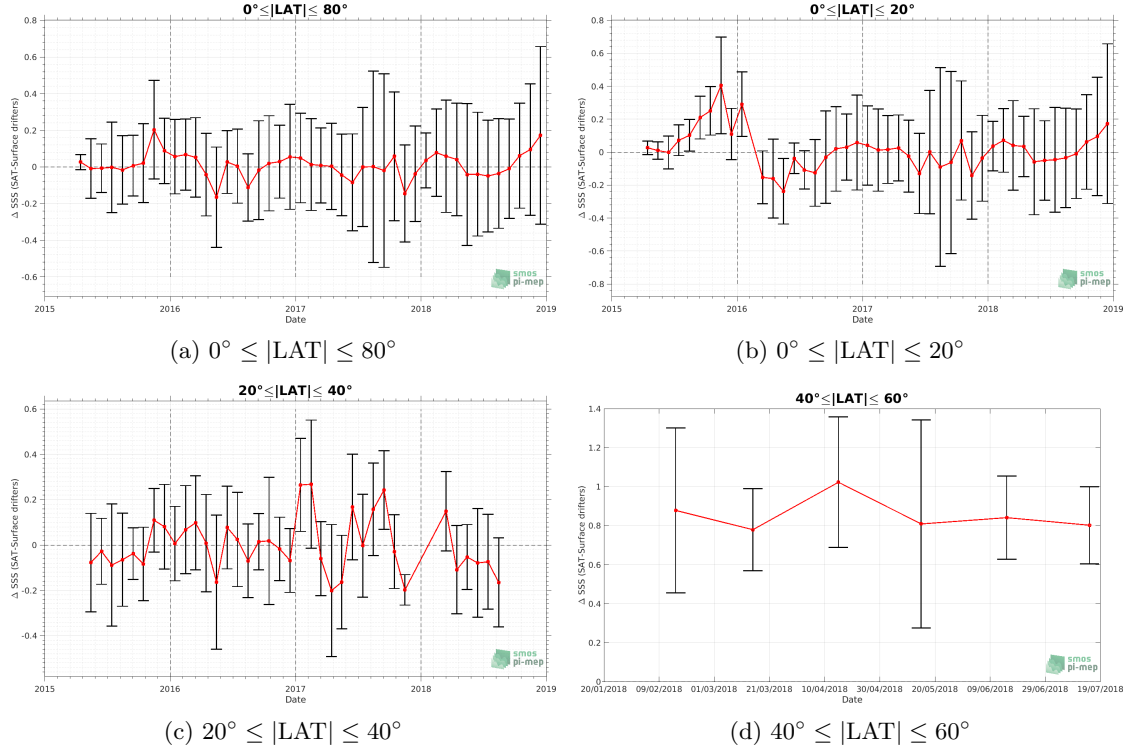 0°≤|LAT|≤ 80°
0.8
0.6
0.4
0.2
0
-0.2
-0.4
-0.6
Δ SSS (SAT-Surface drifters)
smos
pi-mep
2015 2016 2017 2018 2019
Date
(a) 0° ≤ |LAT| ≤ 80°
0°≤|LAT|≤ 20°
0.8
0.6
0.4
0.2
0
-0.2
-0.4
-0.6
-0.8
Δ SSS (SAT-Surface drifters)
smos
pi-mep
2015 2016 2017 2018 2019
Date
(b) 0° ≤ |LAT| ≤ 20°
20°≤|LAT|≤ 40°
0.6
0.4
0.2
0
-0.2
-0.4
Δ SSS (SAT-Surface drifters)
smos
pi-mep
2015 2016 2017 2018 2019
Date
(c) 20° ≤ |LAT| ≤ 40°
40°≤|LAT|≤ 60°
1.4
1.2
1
0.8
0.6
0.4
0.2
0
Δ SSS (SAT-Surface drifters)
smos
pi-mep
20/01/2018 09/02/2018 01/03/2018 21/03/2018 10/04/2018 30/04/2018 20/05/2018 09/06/2018 29/06/2018 19/07/2018
Date
(d) 40° ≤ |LAT| ≤ 60°